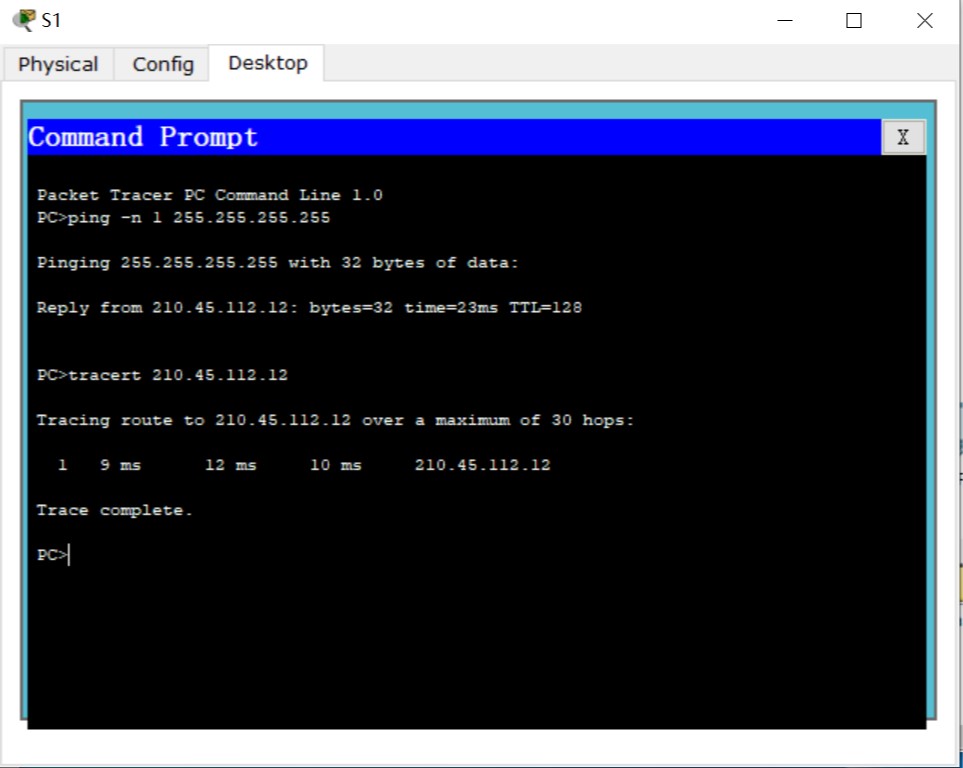 S1
Physical Config Desktop
Command Prompt X
Packet Tracer PC Command Line 1.0
PC>ping -n 1 255.255.255.255
Pinging 255.255.255.255 with 32 bytes of data:
Reply from 210.45.112.12: bytes=32 time=23ms TTL=128
PC>tracert 210.45.112.12
Tracing route to 210.45.112.12 over a maximum of 30 hops:
1 9 ms 12 ms 10 ms 210.45.112.12
Trace complete.
PC>